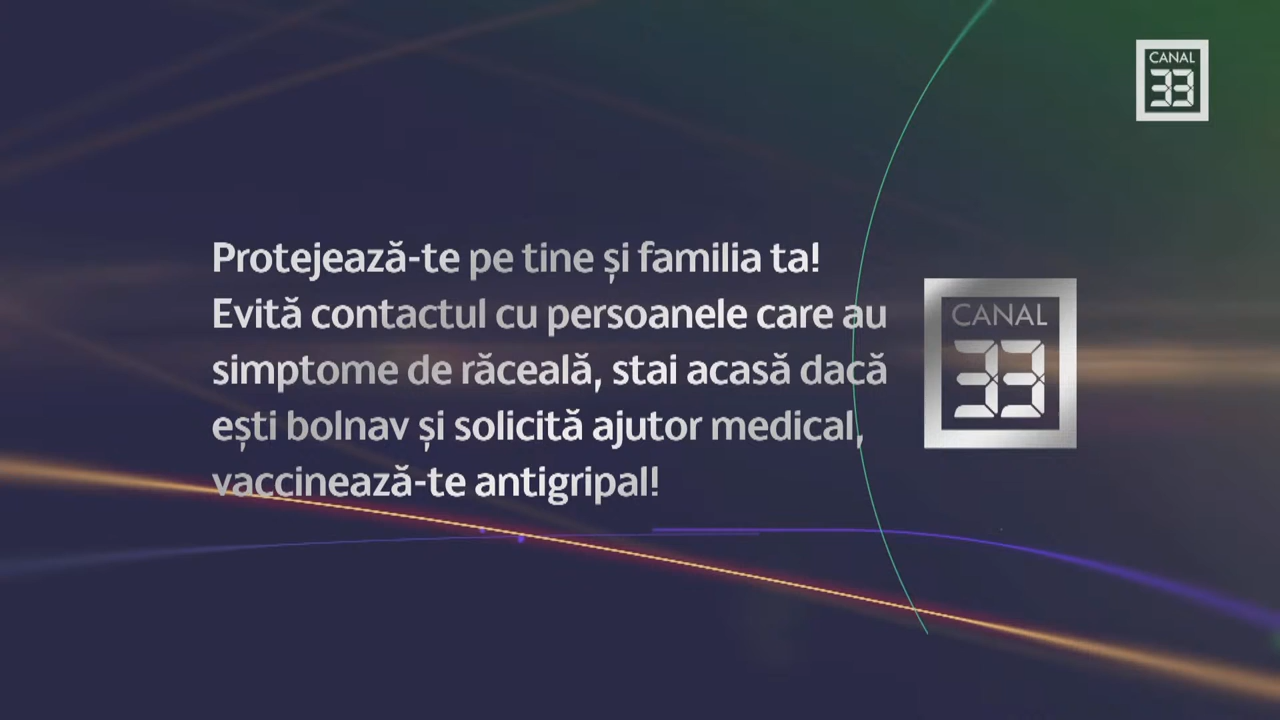 CANAL
33
Protejează-te pe tine și familia ta!
Evită contactul cu persoanele care au
simptome de răceală, stai acasă dacă
ești bolnav și solicită ajutor medical,
vaccinează-te antigripal!
CANAL
33